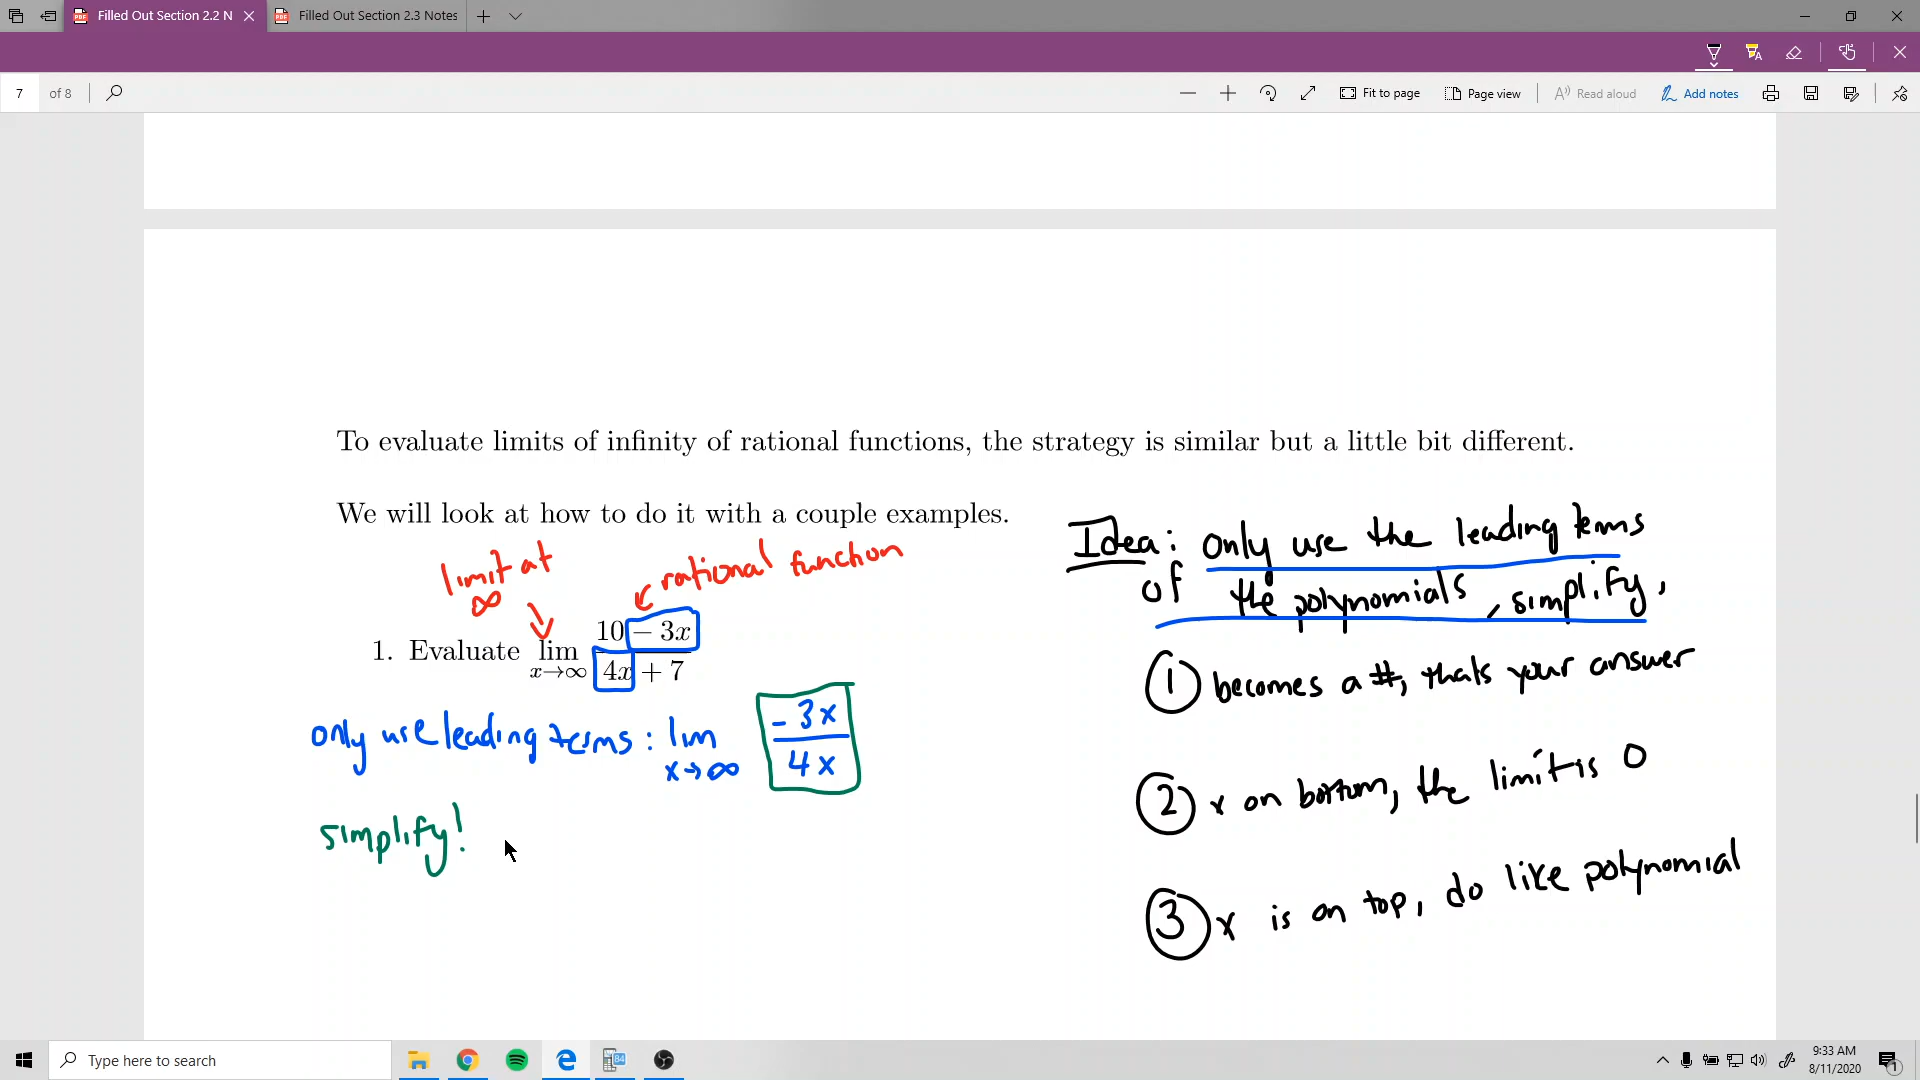 Filled Out Section 2.2 N
Filled Out Section 2.3 Notes
7 of 8
Fit to page
Page view
Read aloud
Add notes
To evaluate limits of infinity of rational functions, the strategy is similar but a little bit different.
We will look at how to do it with a couple examples.
limit at ∞
rational function
1. Evaluate lim x→∞ (10 − 3x)/(4x + 7)
only use leading terms: lim x→∞ -3x/4x
simplify!
Idea: only use the leading terms
of the polynomials, simplify,
1 becomes a #, thats your answer
2 x on bottom, the limit is 0
3 x is on top, do like polynomial
Type here to search
84
9:33 AM
8/11/2020
1